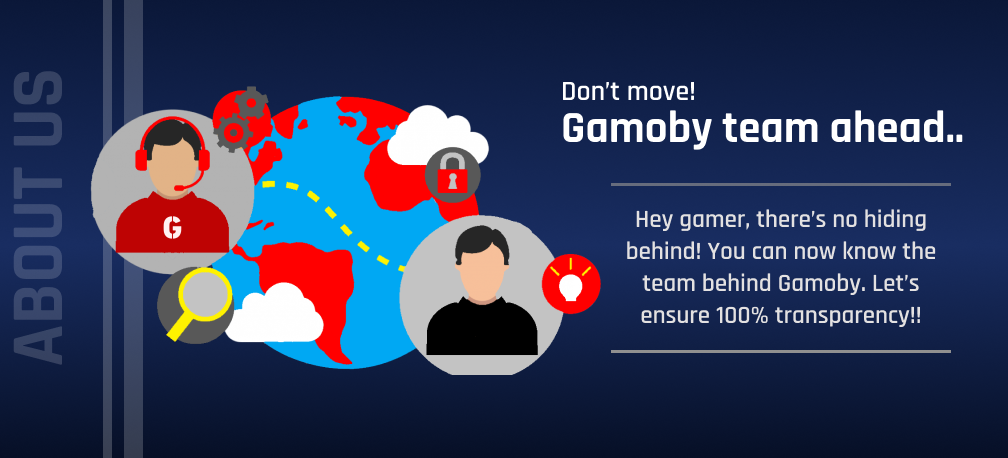 ABOUT US
Don't move!
Gamoby team ahead..
G
Hey gamer, there's no hiding
behind! You can now know the
team behind Gamoby. Let's
ensure 100% transparency!!